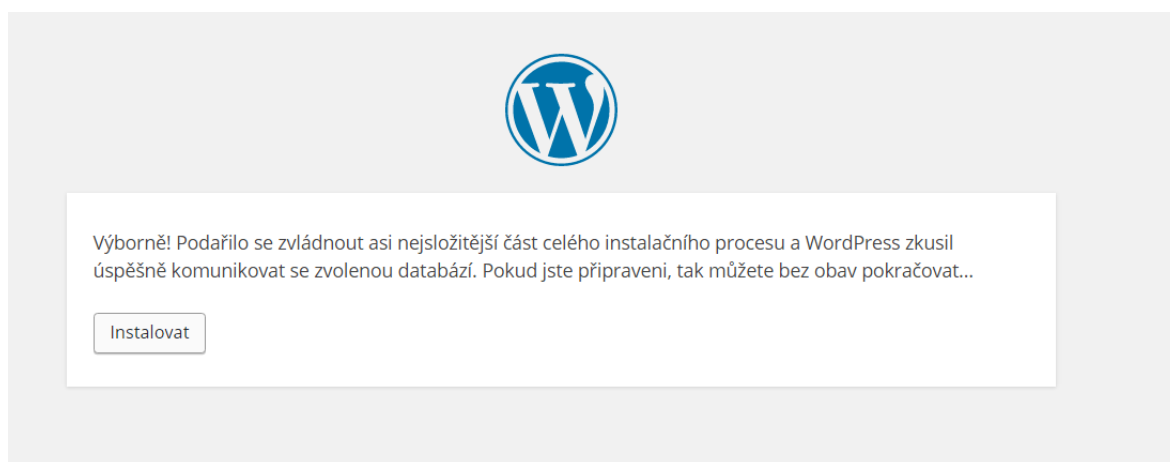 Výborně! Podařilo se zvládnout asi nejsložitější část celého instalačního procesu a WordPress zkusil
úspěšně komunikovat se zvolenou databází. Pokud jste připraveni, tak můžete bez obav pokračovat…
Instalovat